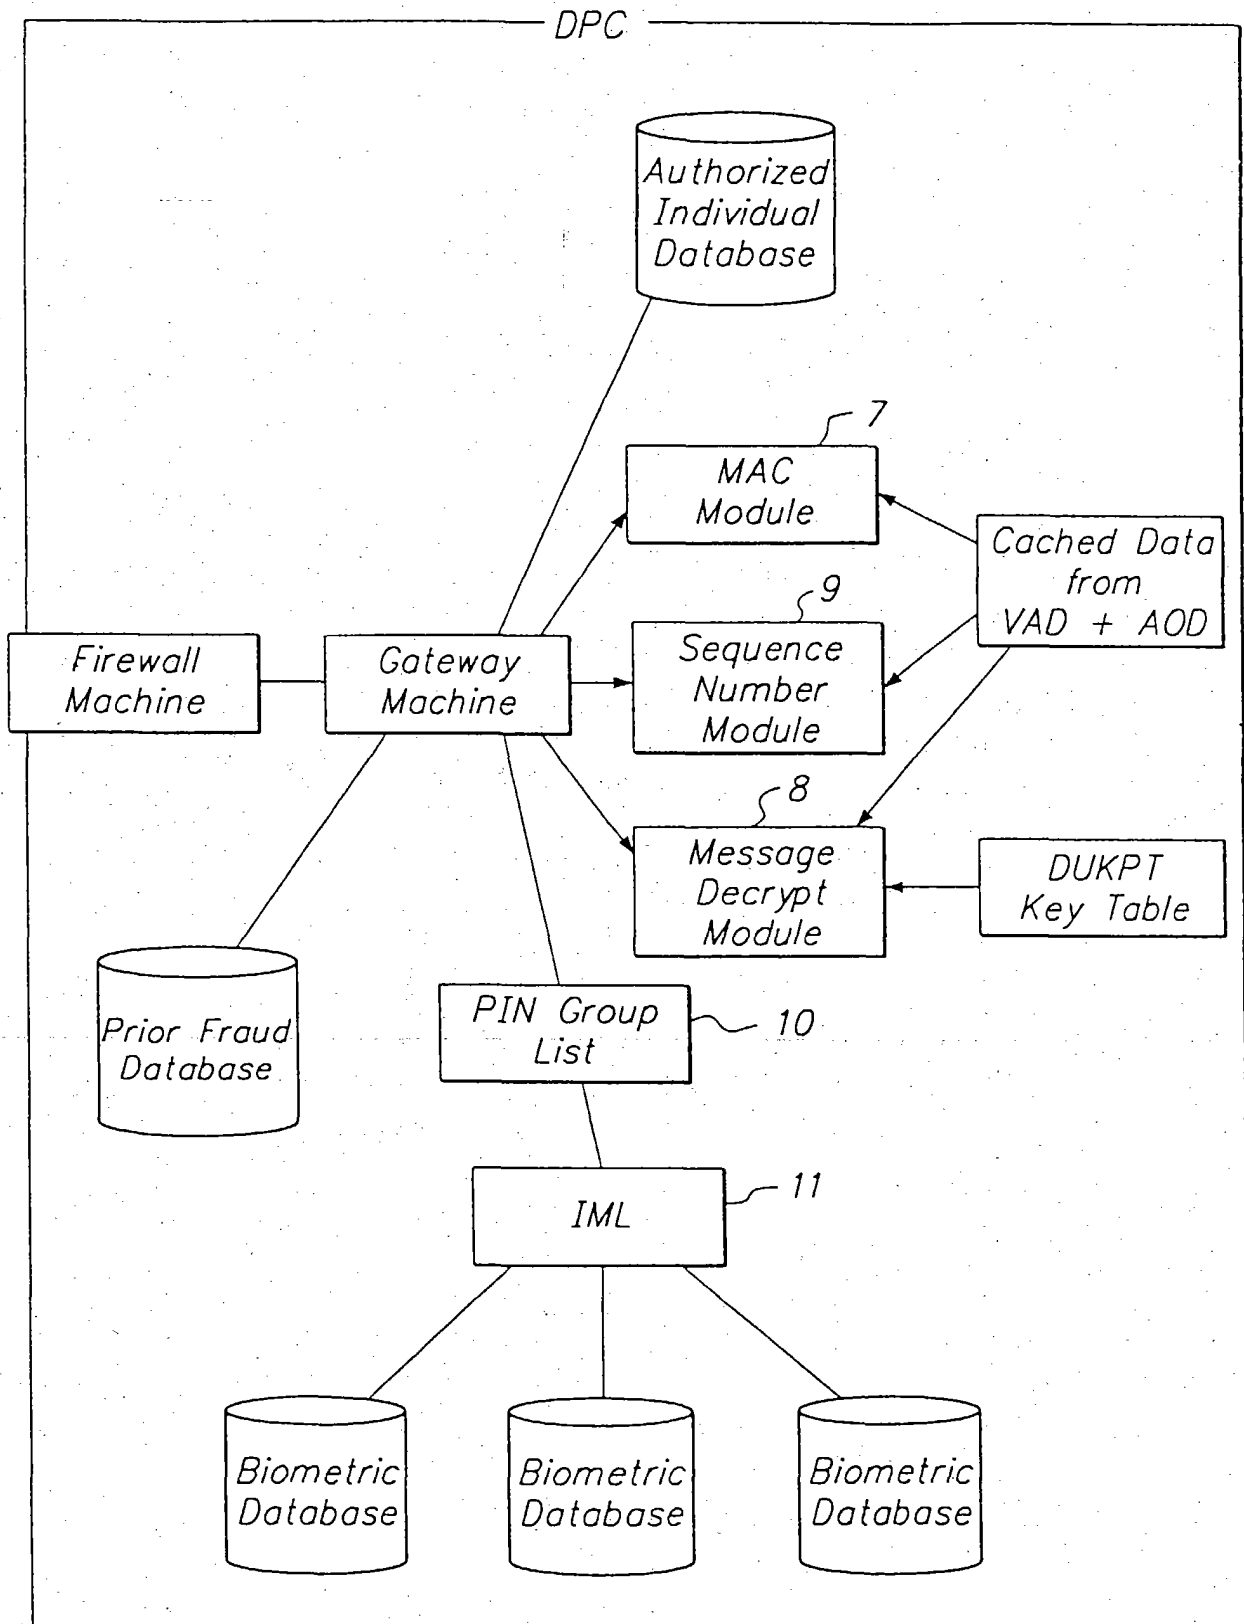 DPC
Authorized
Individual
Database
7
MAC
Module
Cached Data
from
VAD + AOD
9
Firewall
Machine
Gateway
Machine
Sequence
Number
Module
8
Message
Decrypt
Module
DUKPT
Key Table
Prior Fraud
Database
PIN Group
List
10
IML
11
Biometric
Database
Biometric
Database
Biometric
Database